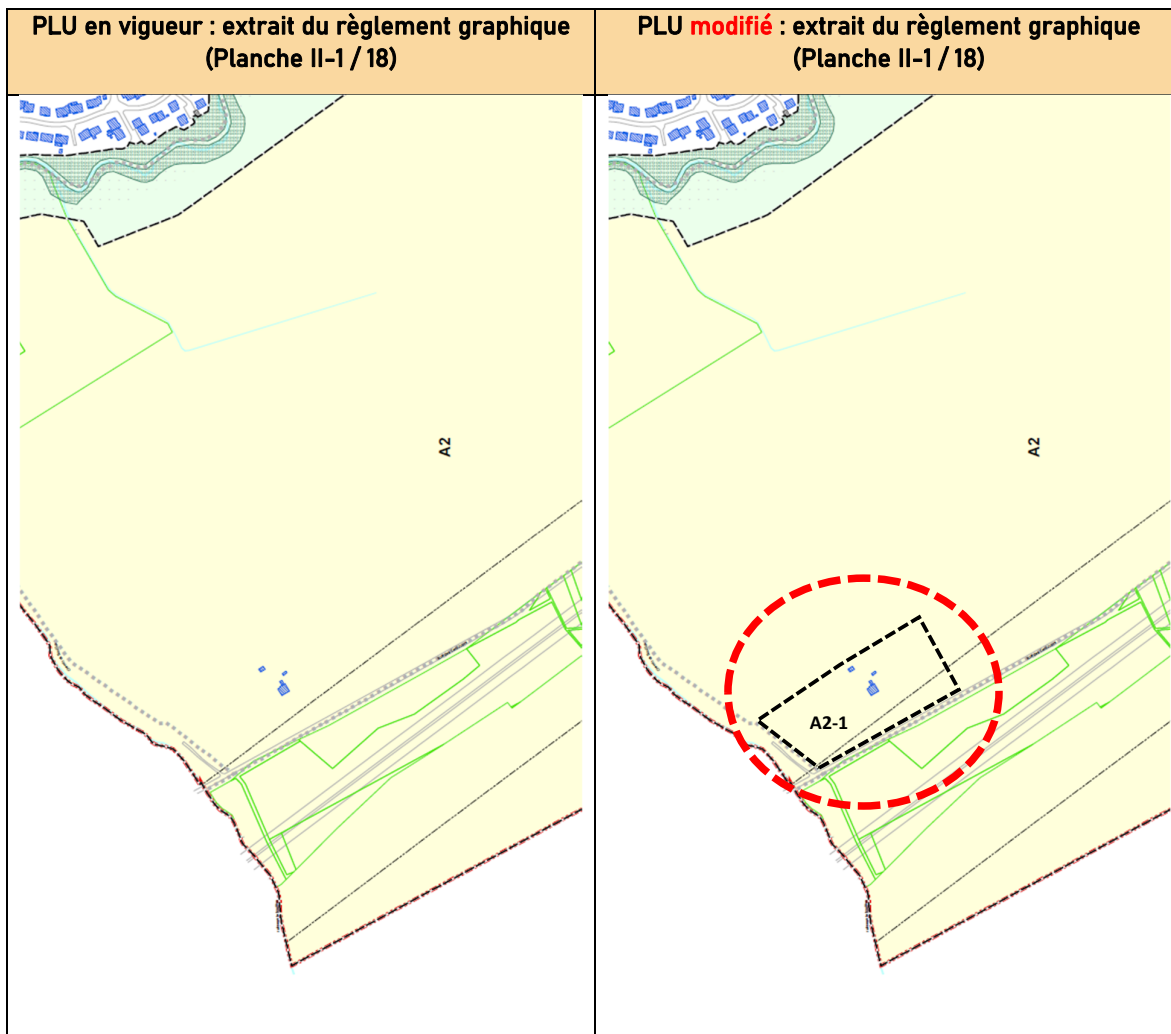 PLU en vigueur : extrait du règlement graphique
(Planche II-1 / 18)
PLU modifié : extrait du règlement graphique
(Planche II-1 / 18)
A2
A2
A2-1